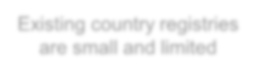 Existing country registries
are small and limited